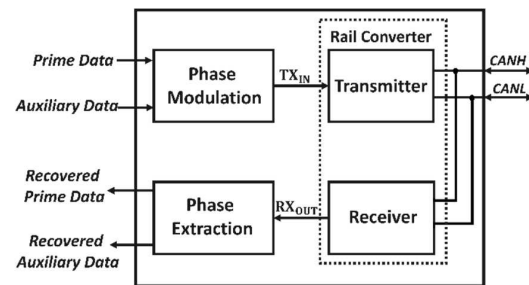 Rail Converter
Prime Data
Auxiliary Data
Phase
Modulation
TX_IN
Transmitter
CANH
CANL
Recovered
Prime Data
Recovered
Auxiliary Data
Phase
Extraction
RX_OUT
Receiver